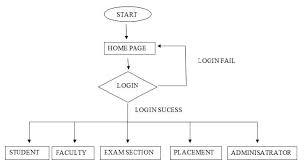 START
HOME PAGE
LOGIN FAIL
LOGIN
LOGIN SUCESS
STUDENT
FACULTY
EXAM SECTION
PLACEMENT
ADMINISATRATOR